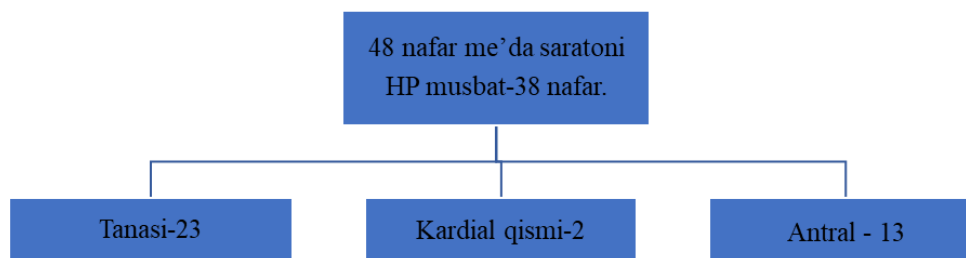 48 nafar me’da saratoni
HP musbat-38 nafar.
Tanasi-23
Kardial qismi-2
Antral - 13